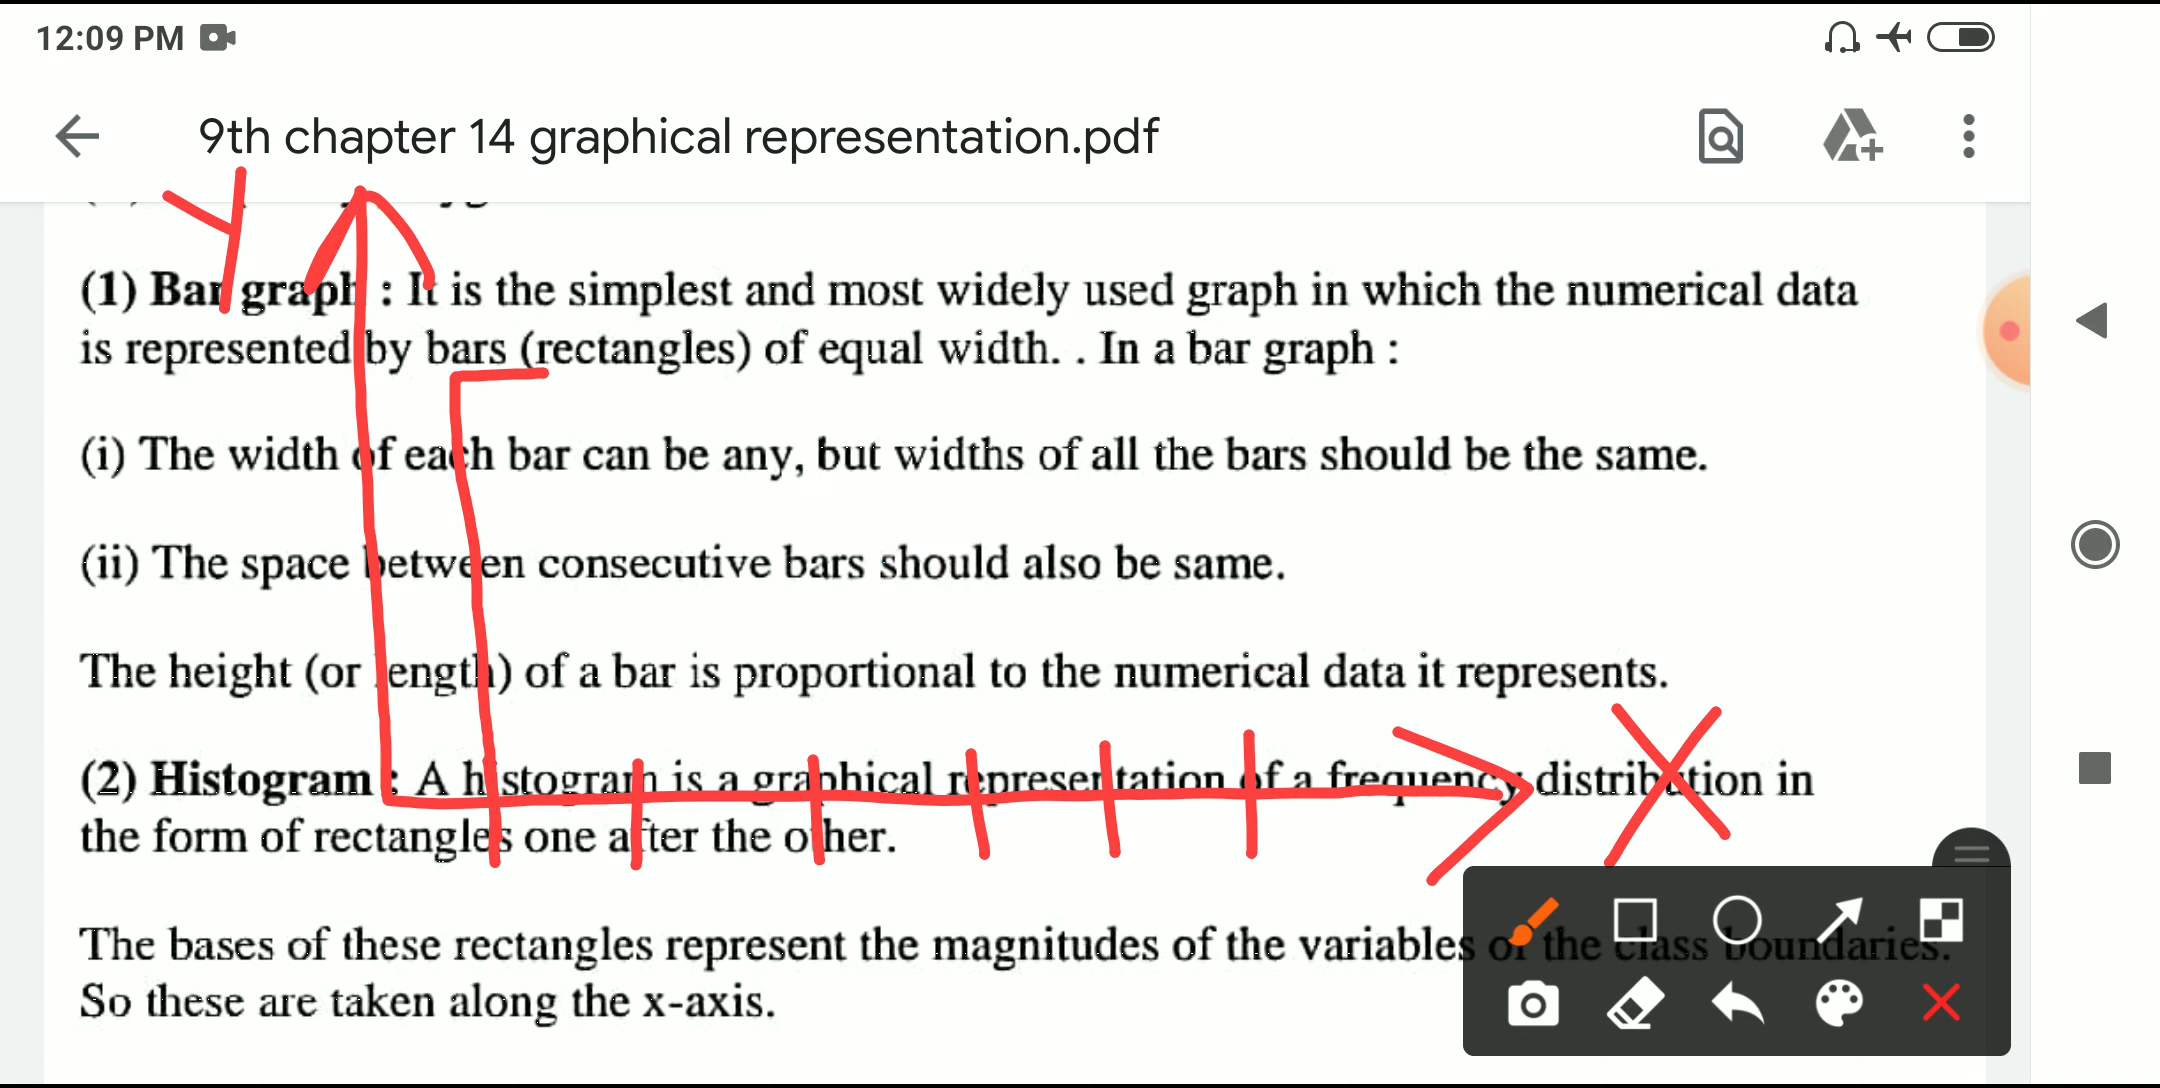 12:09 PM
9th chapter 14 graphical representation.pdf
Y
(1) Bar graph : It is the simplest and most widely used graph in which the numerical data
is represented by bars (rectangles) of equal width. . In a bar graph :
(i) The width of each bar can be any, but widths of all the bars should be the same.
(ii) The space between consecutive bars should also be same.
The height (or length) of a bar is proportional to the numerical data it represents.
X
(2) Histogram : A histogram is a graphical representation of a frequency distribution in
the form of rectangles one after the other.
The bases of these rectangles represent the magnitudes of the variables or the class boundaries.
So these are taken along the x-axis.